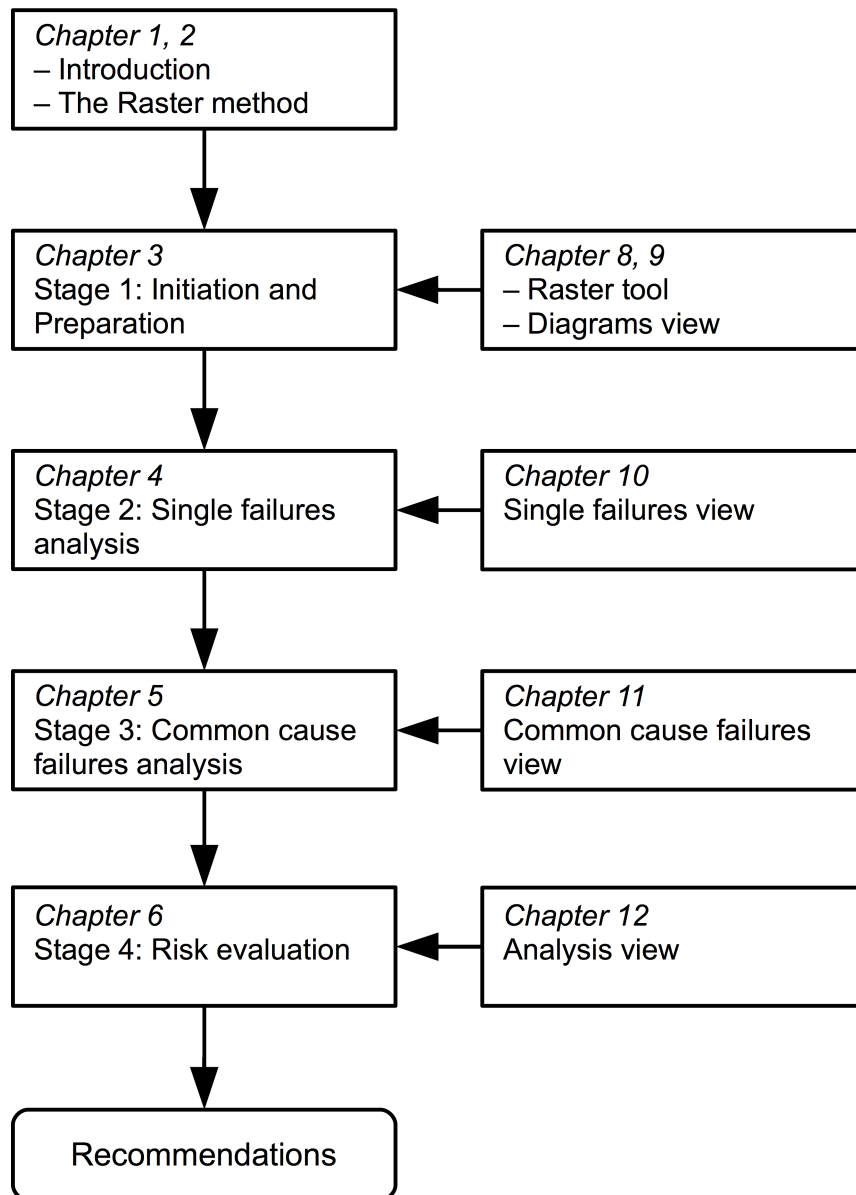 Chapter 1, 2
– Introduction
– The Raster method
Chapter 3
Stage 1: Initiation and
Preparation
Chapter 8, 9
– Raster tool
– Diagrams view
Chapter 4
Stage 2: Single failures
analysis
Chapter 10
Single failures view
Chapter 5
Stage 3: Common cause
failures analysis
Chapter 11
Common cause failures
view
Chapter 6
Stage 4: Risk evaluation
Chapter 12
Analysis view
Recommendations